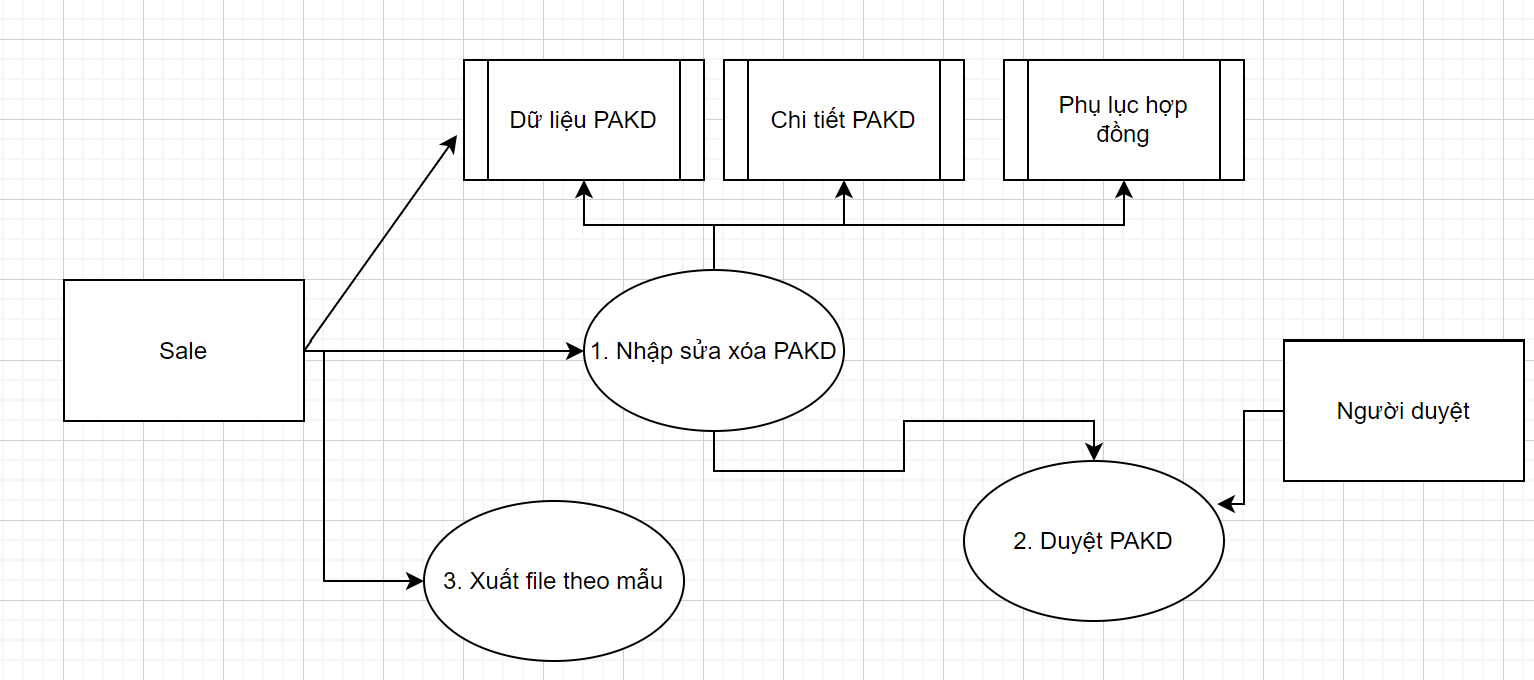 Dữ liệu PAKD
Chi tiết PAKD
Phụ lục hợp
đồng
Sale
1. Nhập sửa xóa PAKD
Người duyệt
2. Duyệt PAKD
3. Xuất file theo mẫu